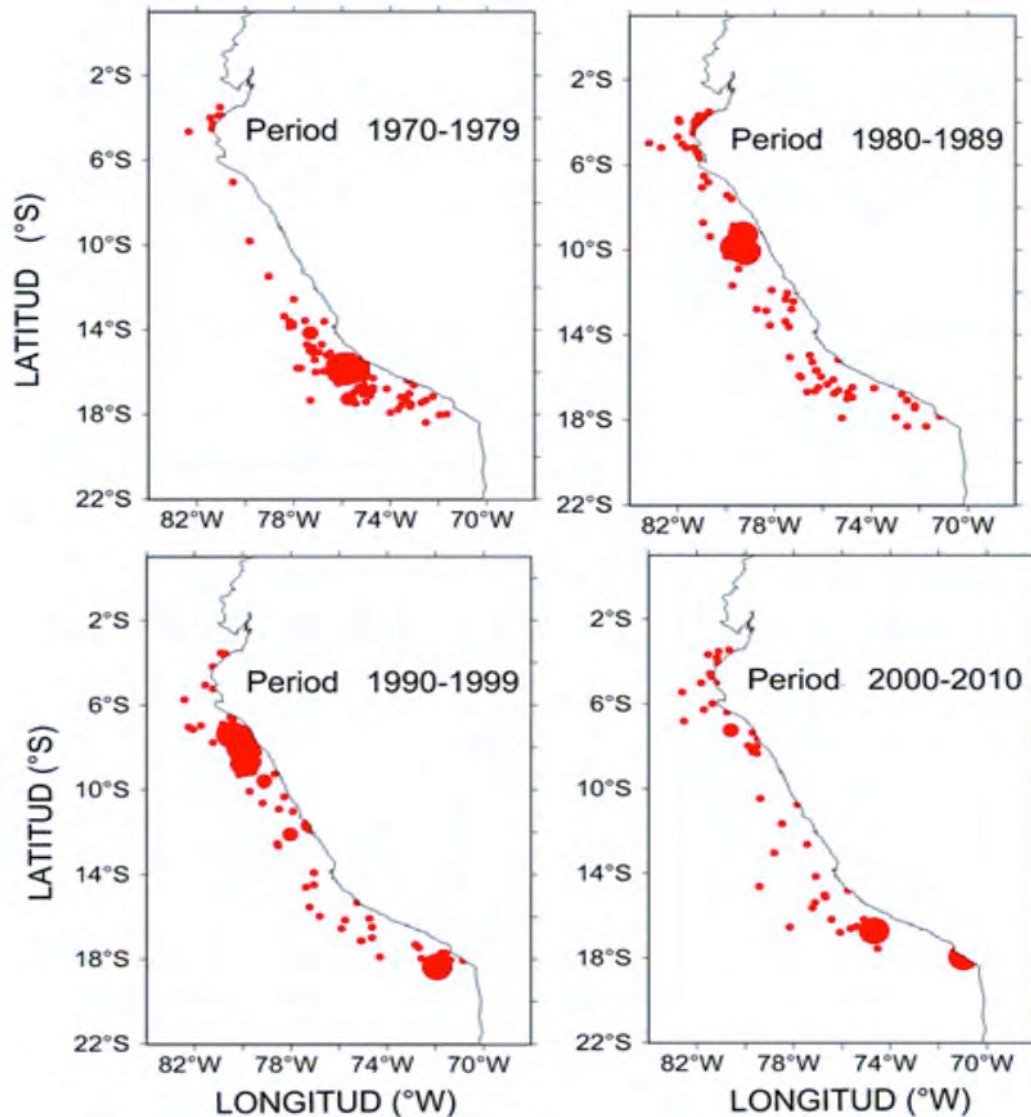 2°S
6°S
10°S
14°S
18°S
22°S
82°W 78°W 74°W 70°W
Period 1970-1979
LATITUD (°S)
2°S
6°S
10°S
14°S
18°S
22°S
82°W 78°W 74°W 70°W
Period 1980-1989
2°S
6°S
10°S
14°S
18°S
22°S
82°W 78°W 74°W 70°W
Period 1990-1999
LATITUD (°S)
LONGITUD (°W)
2°S
6°S
10°S
14°S
18°S
22°S
82°W 78°W 74°W 70°W
Period 2000-2010
LONGITUD (°W)